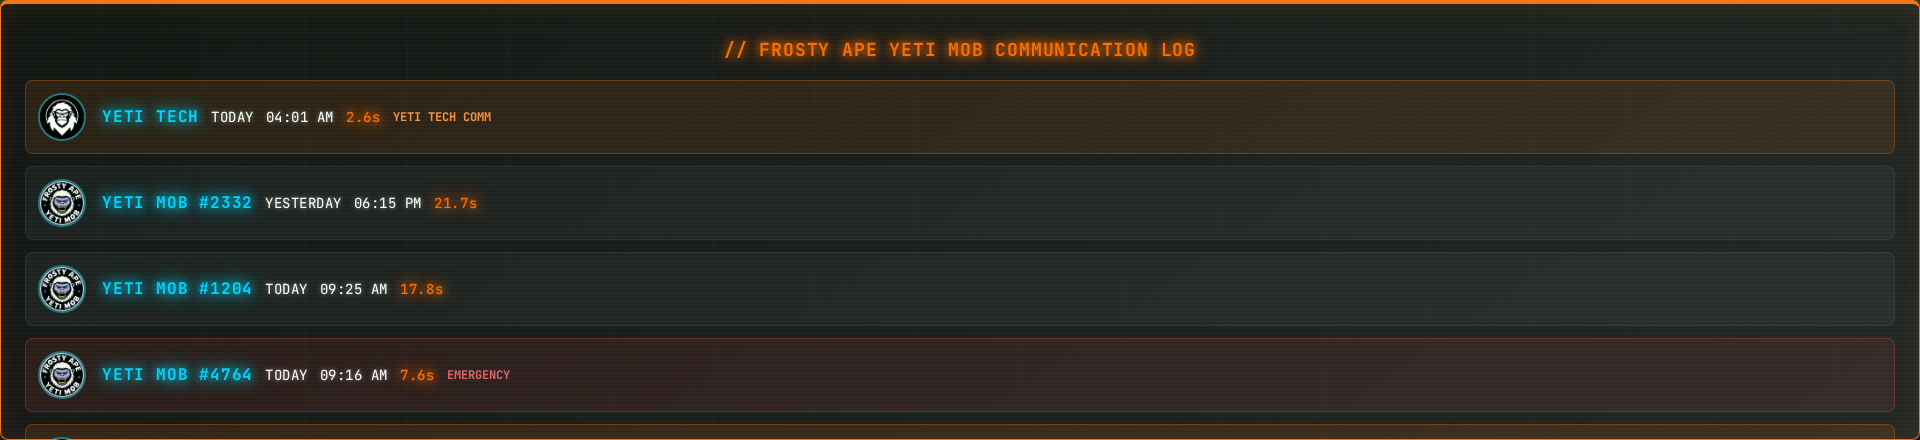 // FROSTY APE YETI MOB COMMUNICATION LOG
YETI TECH TODAY 04:01 AM 2.6s YETI TECH COMM
FROSTY APE
YETI MOB
YETI MOB #2332 YESTERDAY 06:15 PM 21.7s
FROSTY APE
YETI MOB
YETI MOB #1204 TODAY 09:25 AM 17.8s
FROSTY APE
YETI MOB
YETI MOB #4764 TODAY 09:16 AM 7.6s EMERGENCY